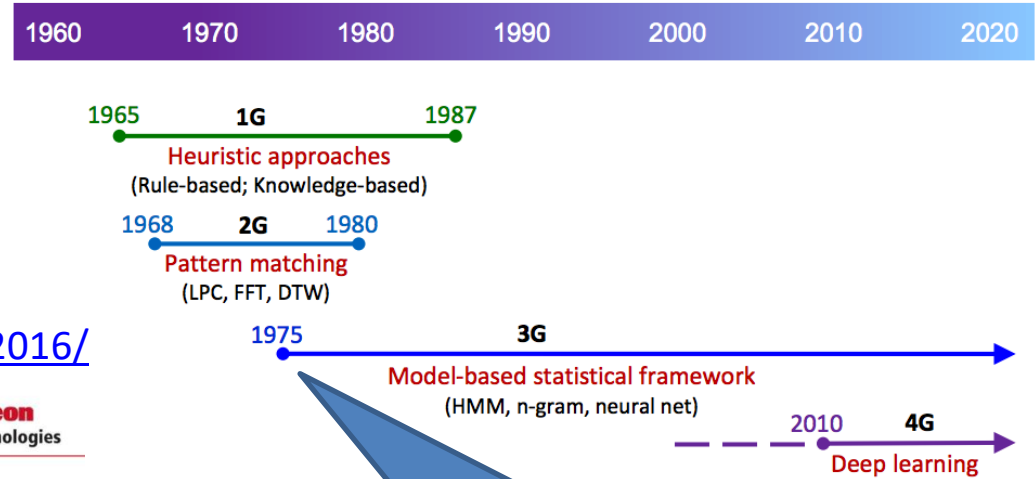 1960 1970 1980 1990 2000 2010 2020
1965 1G 1987
Heuristic approaches
(Rule-based; Knowledge-based)
1968 2G 1980
Pattern matching
(LPC, FFT, DTW)
2016/
1975 3G
Model-based statistical framework
(HMM, n-gram, neural net)
eon
nologies
2010 4G
Deep learning